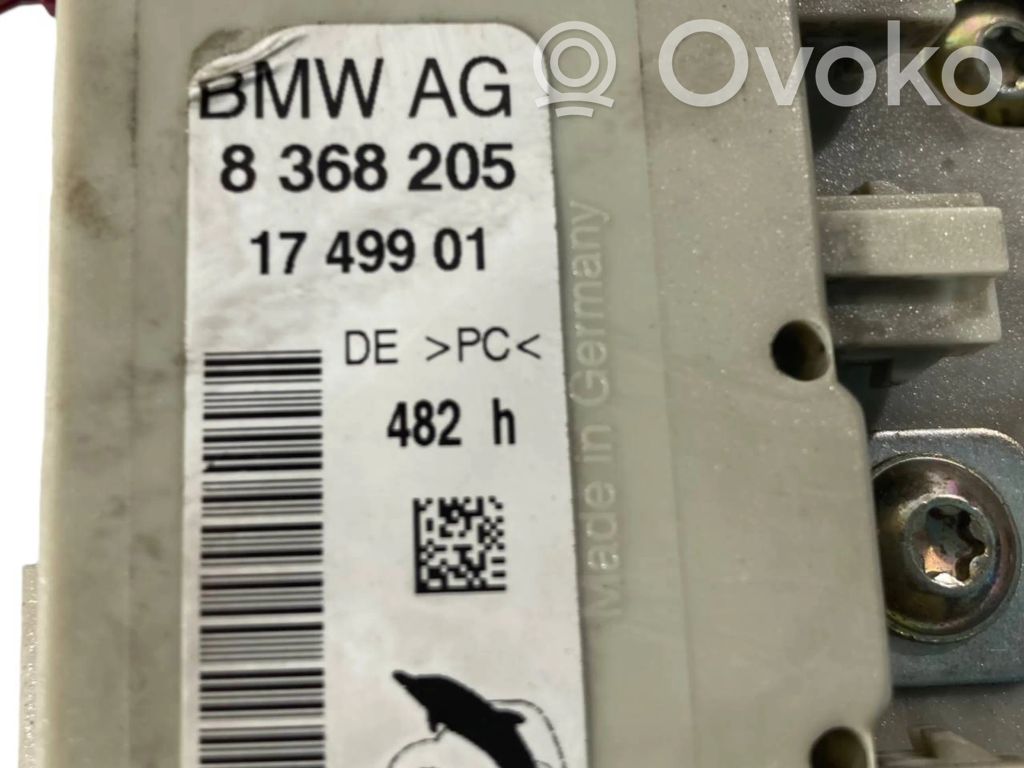 BMW AG
8 368 205
17 499 01
DE >PC<
482 h
Made in Germany
Ovoko